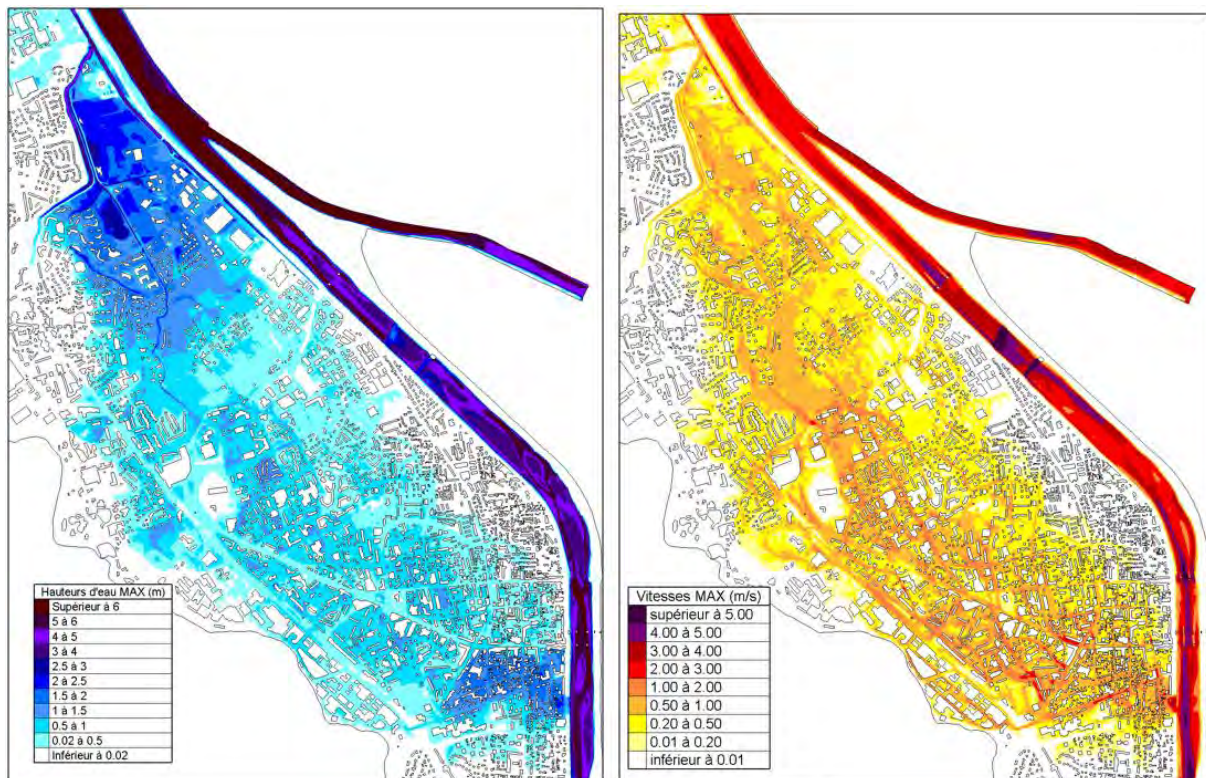 Hauteurs d'eau MAX (m)
Supérieur à 6
5 à 6
4 à 5
3 à 4
2.5 à 3
2 à 2.5
1.5 à 2
1 à 1.5
0.5 à 1
0.02 à 0.5
Inférieur à 0.02
Vitesses MAX (m/s)
supérieur à 5.00
4.00 à 5.00
3.00 à 4.00
2.00 à 3.00
1.00 à 2.00
0.50 à 1.00
0.20 à 0.50
0.01 à 0.20
inférieur à 0.01